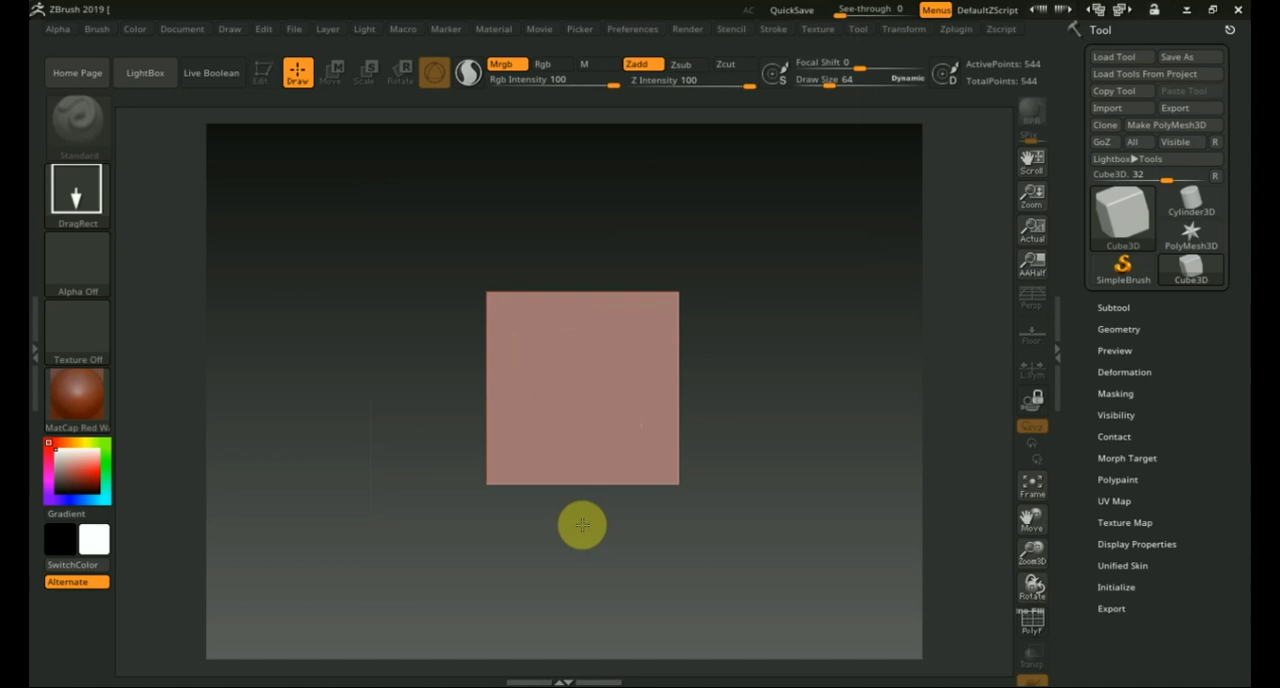 ZBrush 2019 [
AC QuickSave See-through 0 Menus DefaultZScript
Alpha Brush Color Document Draw Edit File Layer Light Macro Marker Material Movie Picker Preferences Render Stencil Stroke Texture Tool Transform Zplugin Zscript
Tool
Home Page LightBox Live Boolean Edit Draw Move Scale Rotate
Mrgb Rgb M Zadd Zsub Zcut
Rgb Intensity 100 Z Intensity 100
Focal Shift 0
Draw Size 64 Dynamic
S
D
ActivePoints: 544
TotalPoints: 544
Load Tool Save As
Load Tools From Project
Copy Tool Paste Tool
Import Export
Clone Make PolyMesh3D
GoZ All Visible R
Lightbox▶Tools
Cube3D. 32 R
Cube3D
Cylinder3D
PolyMesh3D
SimpleBrush
Cube3D
Subtool
Geometry
Preview
Deformation
Masking
Visibility
Contact
Morph Target
Polypaint
UV Map
Texture Map
Display Properties
Unified Skin
Initialize
Export
Standard
DragRect
Alpha Off
Texture Off
MatCap Red Wa
Gradient
SwitchColor
Alternate
BPR
SPix
Scroll
Zoom
Actual
AAHalf
Persp
Floor
L.Sym
Frame
Move
Zoom3D
Rotate
PolyF
Transp